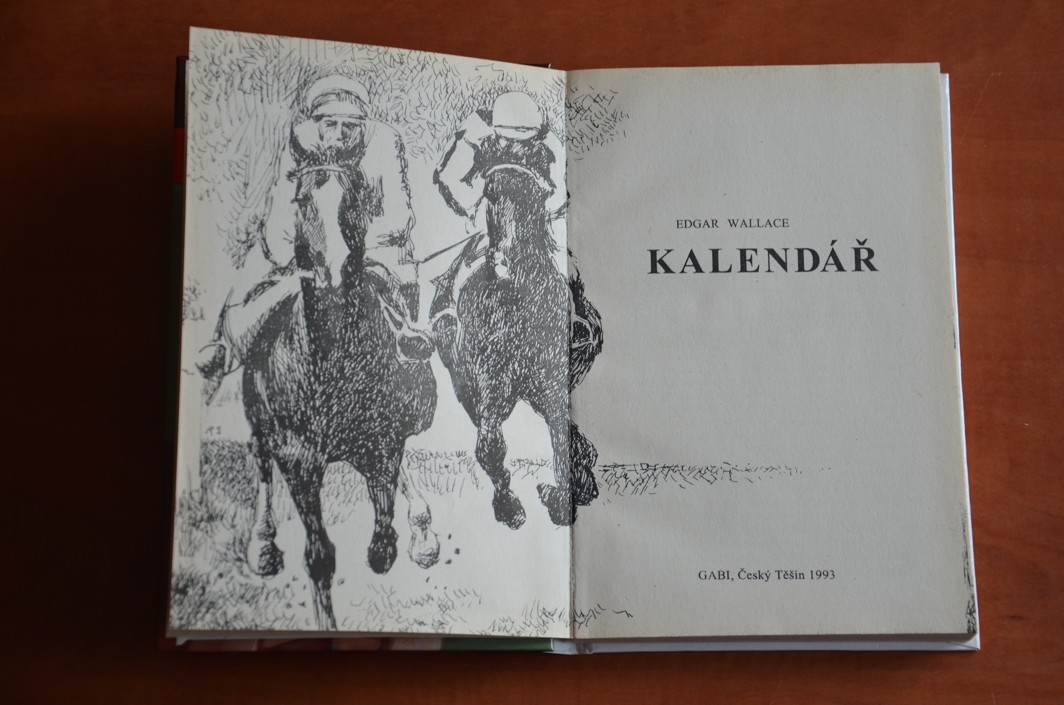 EDGAR WALLACE
KALENDÁŘ
GABI, Český Těšín 1993